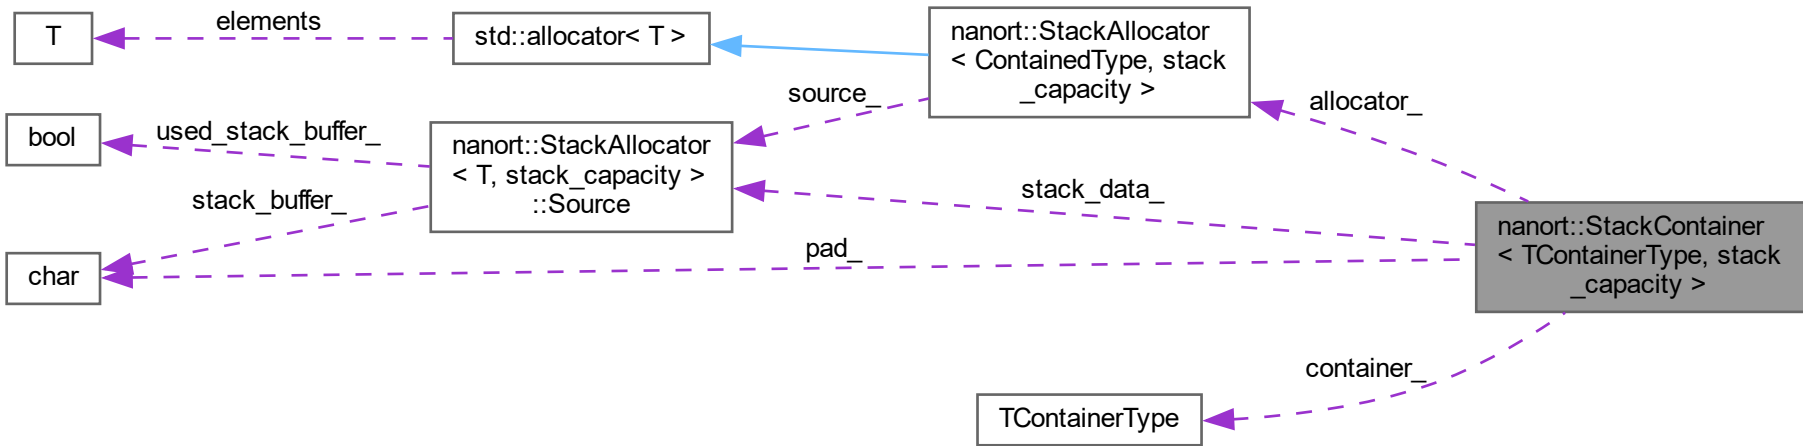 elements
T
std::allocator< T >
nanort::StackAllocator
< ContainedType, stack
_capacity >
source_
allocator_
used_stack_buffer_
bool
nanort::StackAllocator
< T, stack_capacity >
::Source
stack_data_
stack_buffer_
nanort::StackContainer
< TContainerType, stack
_capacity >
pad_
char
container_
TContainerType